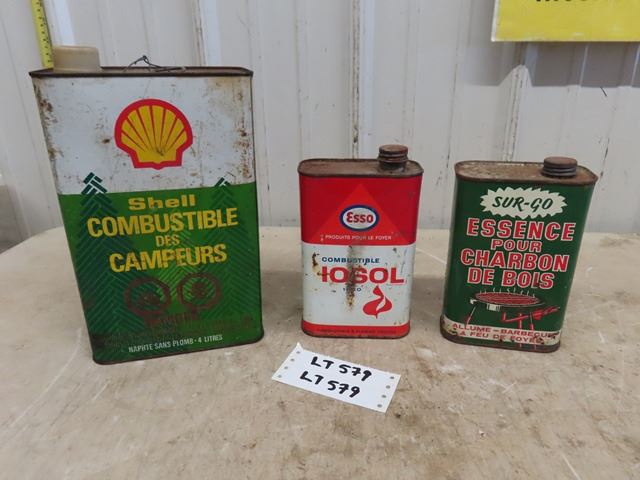 Shell
COMBUSTIBLE
DES
CAMPEURS
NAPHTE SANS PLOMB • 4 LITRES
Esso
PRODUITS POUR LE FOYER
COMBUSTIBLE
IOSOL
SUR-GO
ESSENCE
POUR
CHARBON
DE BOIS
ALLUME-BARBEQUE
& FEU DE FOYER
LT 579
LT 579